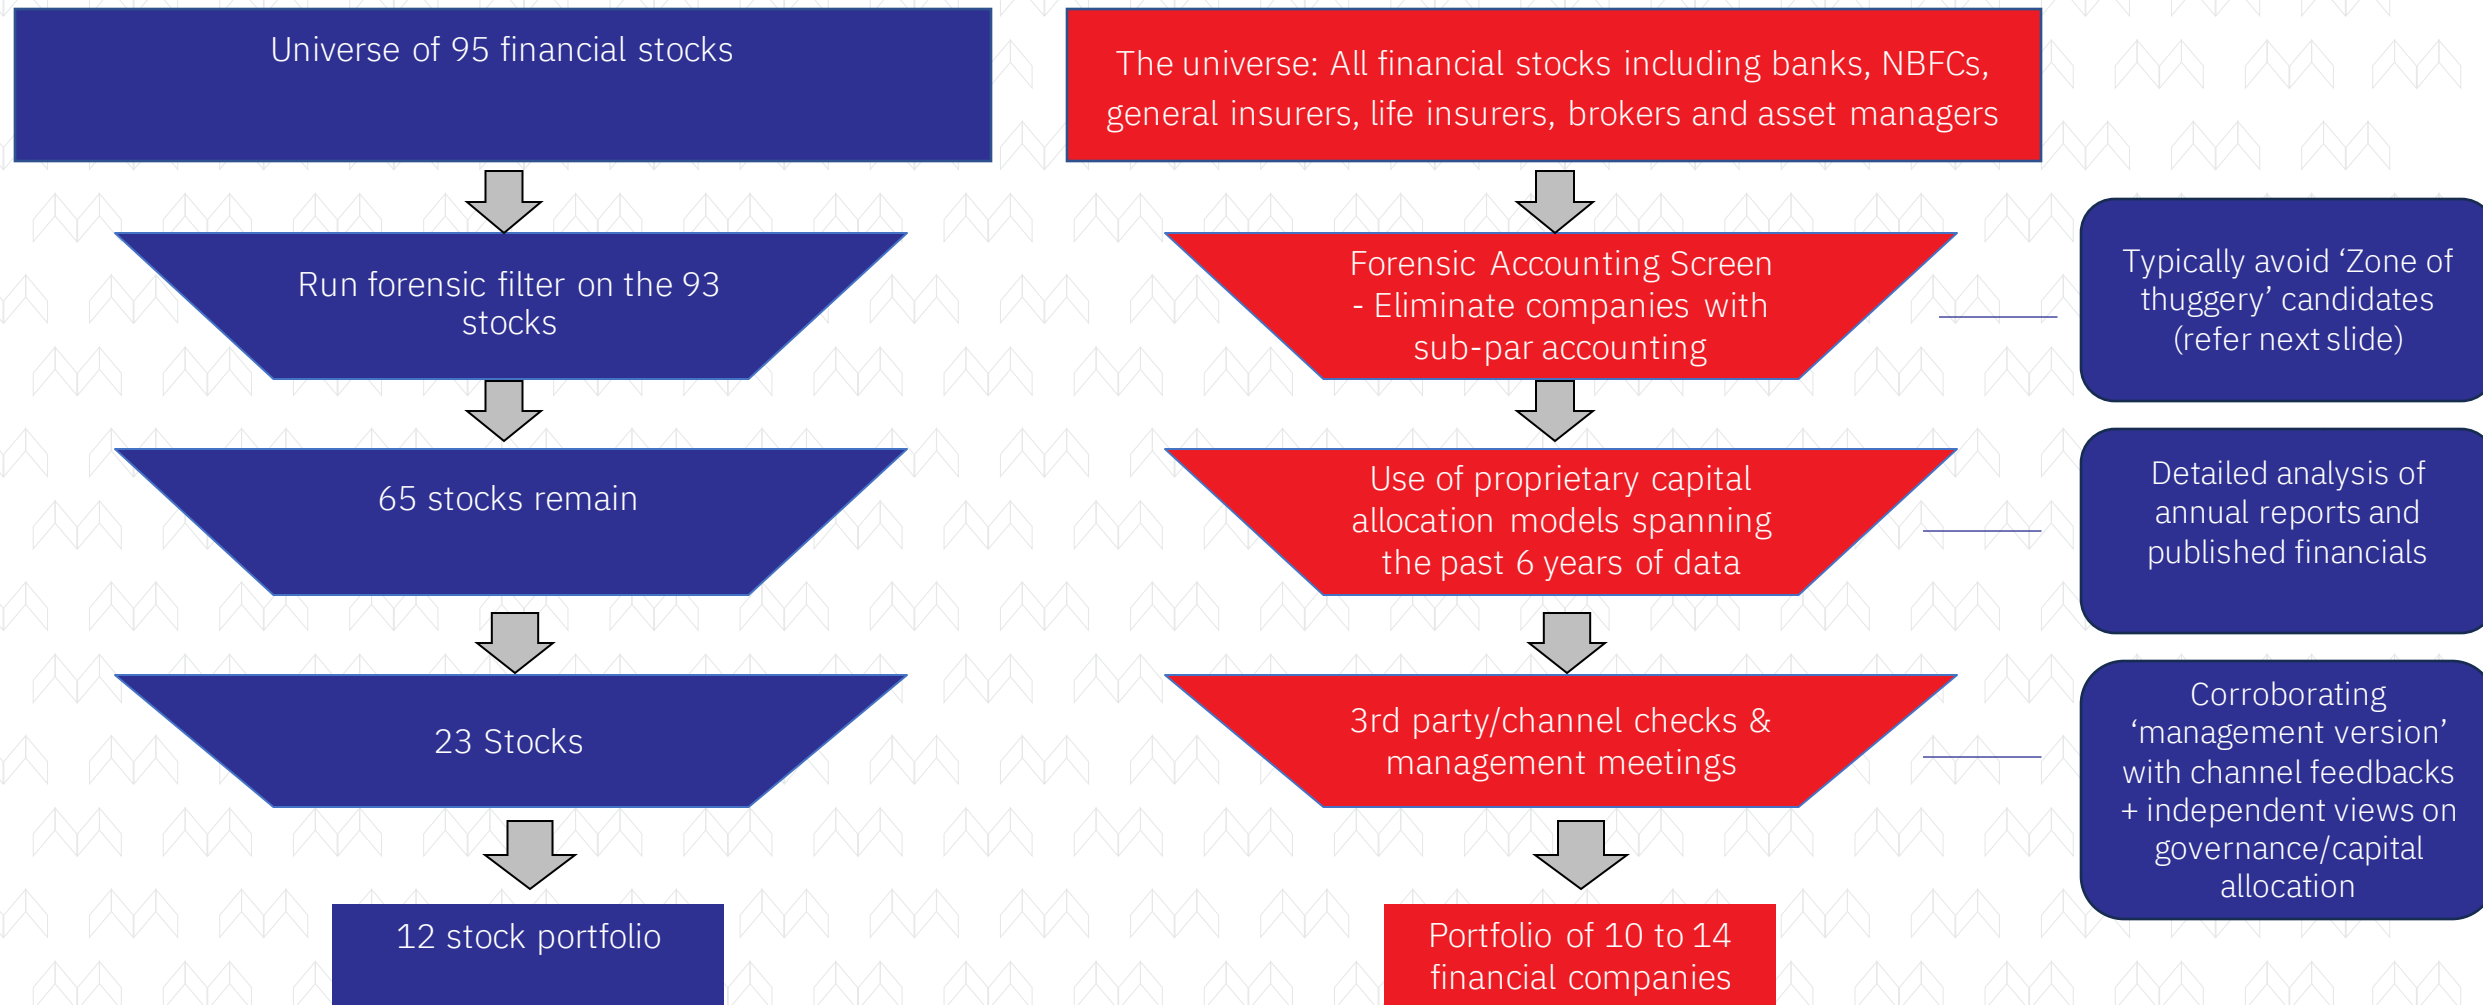 Universe of 95 financial stocks
Run forensic filter on the 93
stocks
65 stocks remain
23 Stocks
12 stock portfolio
The universe: All financial stocks including banks, NBFCs,
general insurers, life insurers, brokers and asset managers
Forensic Accounting Screen
- Eliminate companies with
sub-par accounting
Use of proprietary capital
allocation models spanning
the past 6 years of data
3rd party/channel checks &
management meetings
Portfolio of 10 to 14
financial companies
Typically avoid ‘Zone of
thuggery’ candidates
(refer next slide)
Detailed analysis of
annual reports and
published financials
Corroborating
‘management version’
with channel feedbacks
+ independent views on
governance/capital
allocation